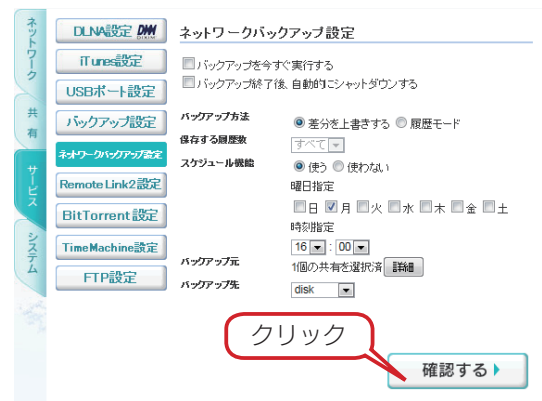 ネットワーク
共有
サービス
システム
DLNA設定 DiXiM
iTunes設定
USBポート設定
バックアップ設定
ネットワークバックアップ設定
Remote Link2設定
BitTorrent設定
TimeMachine設定
FTP設定
ネットワークバックアップ設定
バックアップを今すぐ実行する
バックアップ終了後、自動的にシャットダウンする
バックアップ方法 差分を上書きする 履歴モード
保存する履歴数 すべて
スケジュール機能 使う 使わない
曜日指定
日 月 火 水 木 金 土
時刻指定
16 : 00
バックアップ元 1個の共有を選択済 詳細
バックアップ先 disk
クリック
確認する